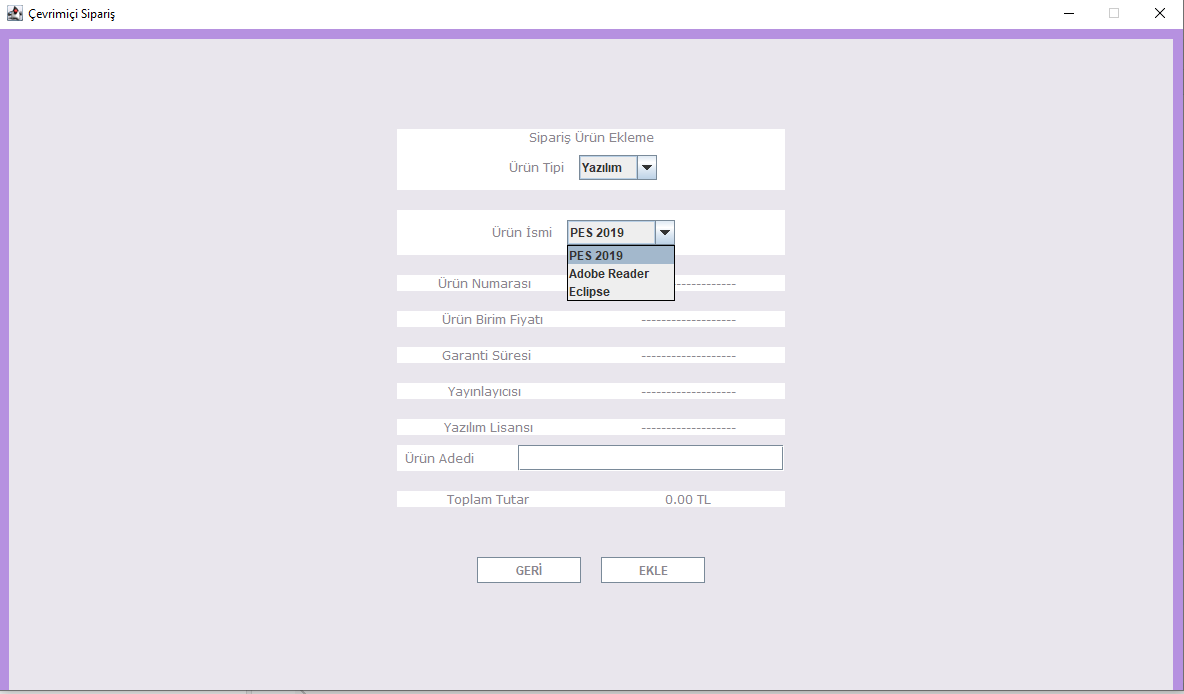 Çevrimiçi Sipariş
Sipariş Ürün Ekleme
Ürün Tipi Yazılım
Ürün İsmi PES 2019
PES 2019
Adobe Reader
Eclipse
Ürün Numarası -------------
Ürün Birim Fiyatı -------------------
Garanti Süresi -------------------
Yayınlayıcısı -------------------
Yazılım Lisansı -------------------
Ürün Adedi
Toplam Tutar 0.00 TL
GERİ EKLE